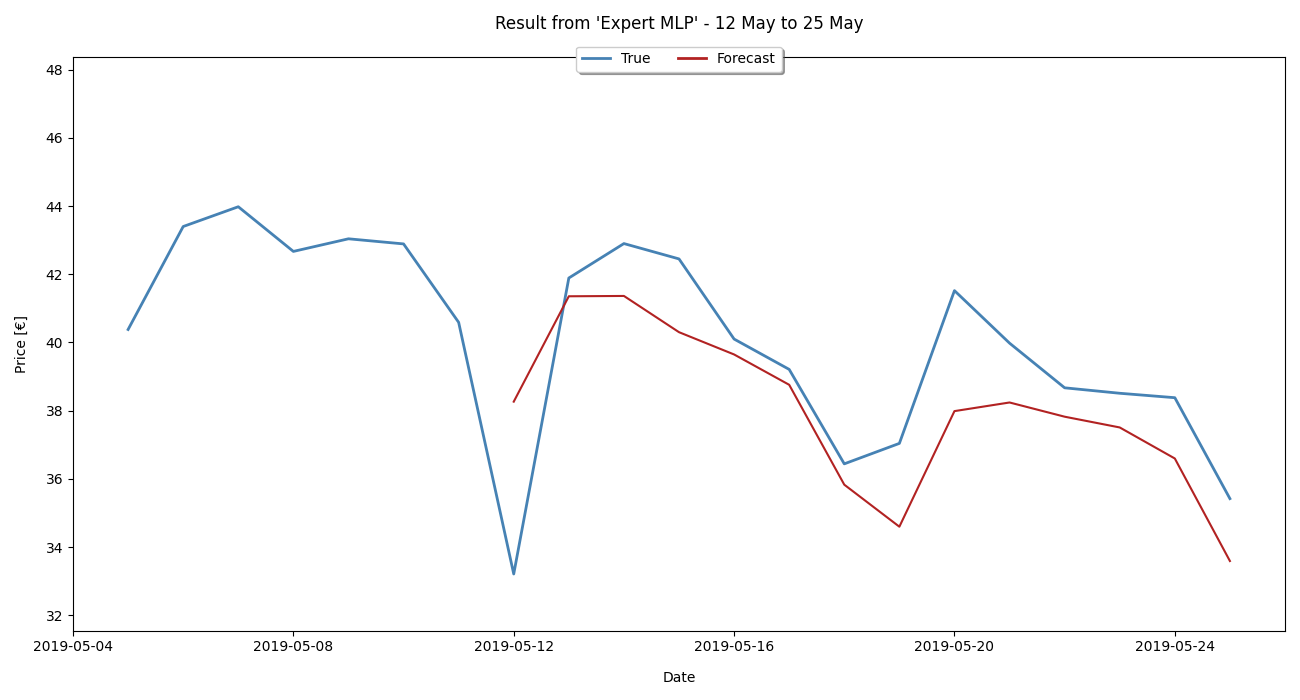 Result from 'Expert MLP' - 12 May to 25 May
True Forecast
48
46
44
42
40
38
36
34
32
Price [€]
2019-05-04 2019-05-08 2019-05-12 2019-05-16 2019-05-20 2019-05-24
Date